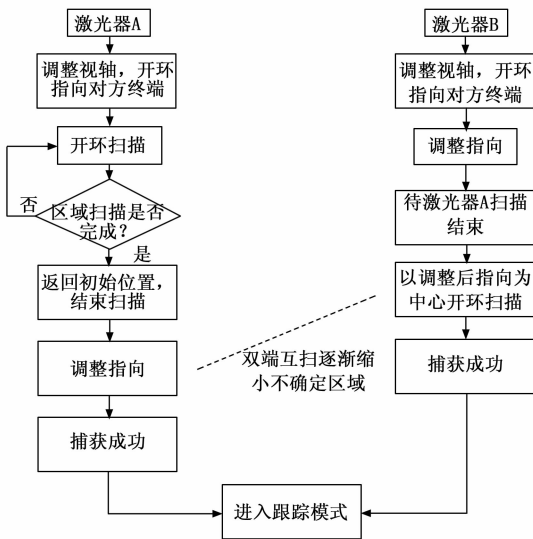 激光器A
调整视轴，开环
指向对方终端
开环扫描
否
区域扫描是否
完成？
是
返回初始位置，
结束扫描
调整指向
捕获成功
激光器B
调整视轴，开环
指向对方终端
调整指向
待激光器A扫描
结束
以调整后指向为
中心开环扫描
捕获成功
双端互扫逐渐缩
小不确定区域
进入跟踪模式